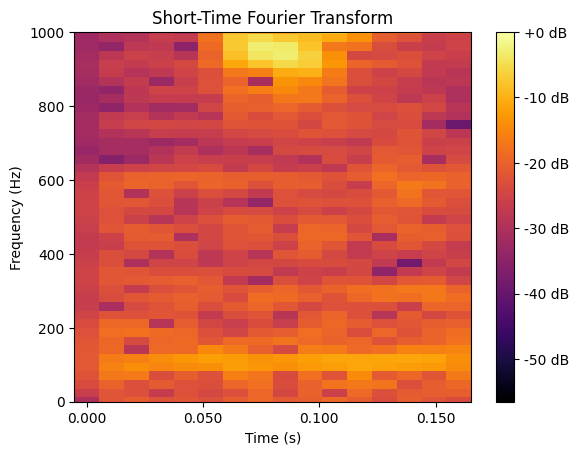 Short-Time Fourier Transform
Frequency (Hz)
1000
800
600
400
200
0
0.000
0.050
0.100
0.150
Time (s)
+0 dB
-10 dB
-20 dB
-30 dB
-40 dB
-50 dB